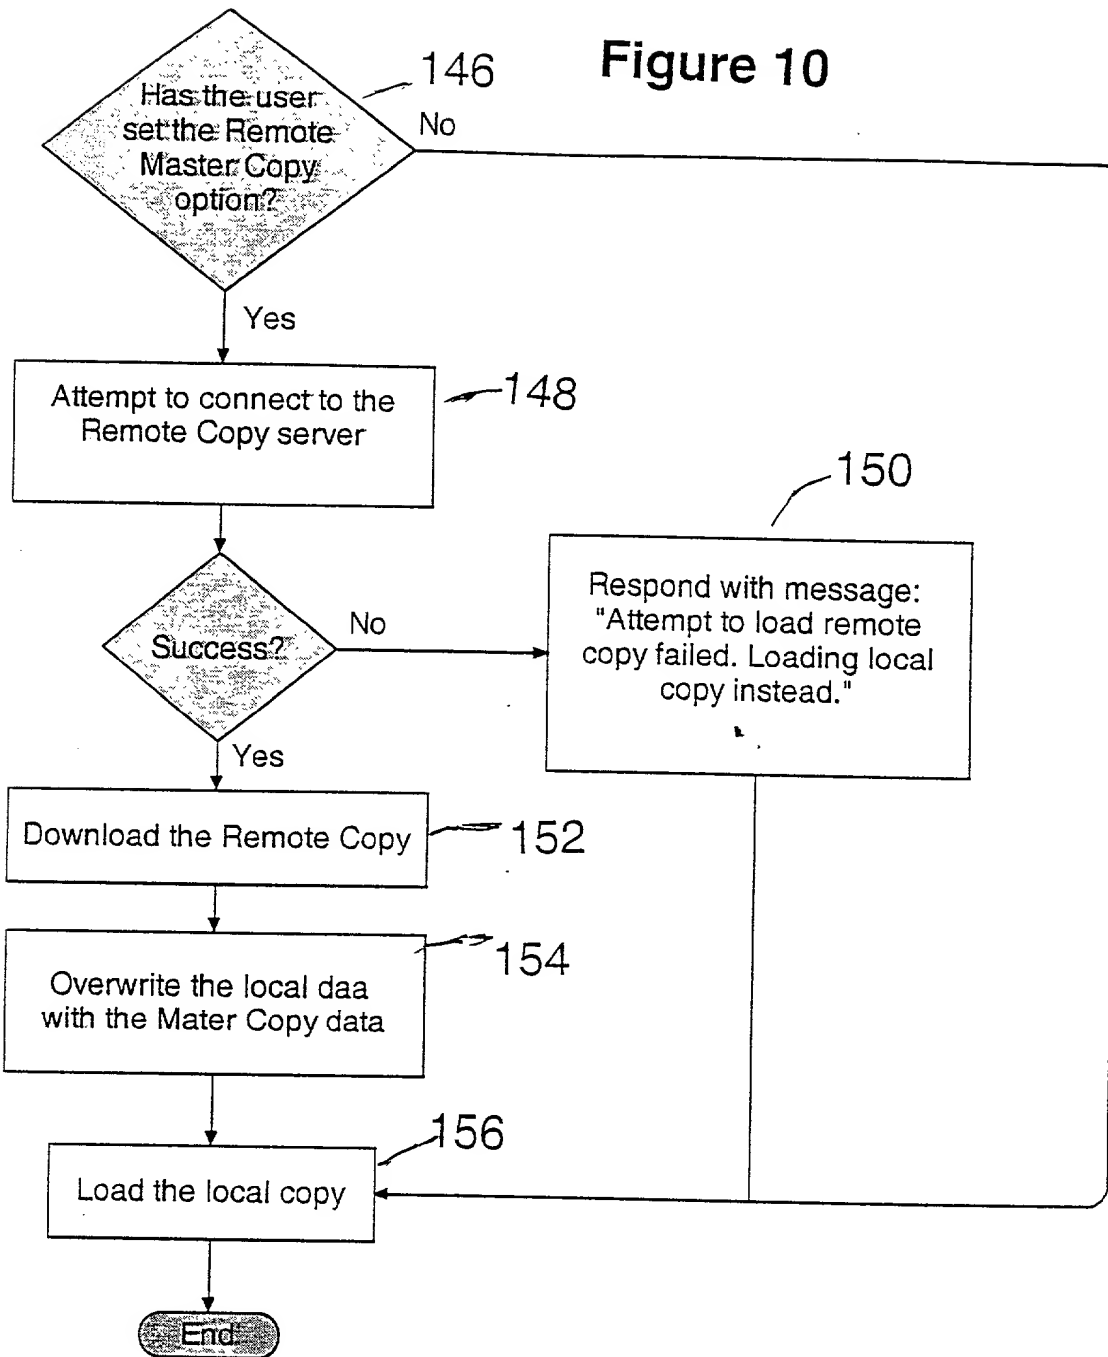 Figure 10
146
Has the user
set the Remote
Master Copy
option?
No
Yes
Attempt to connect to the
Remote Copy server
148
150
Success?
No
Respond with message:
"Attempt to load remote
copy failed. Loading local
copy instead."
Yes
Download the Remote Copy
152
154
Overwrite the local daa
with the Mater Copy data
156
Load the local copy
End